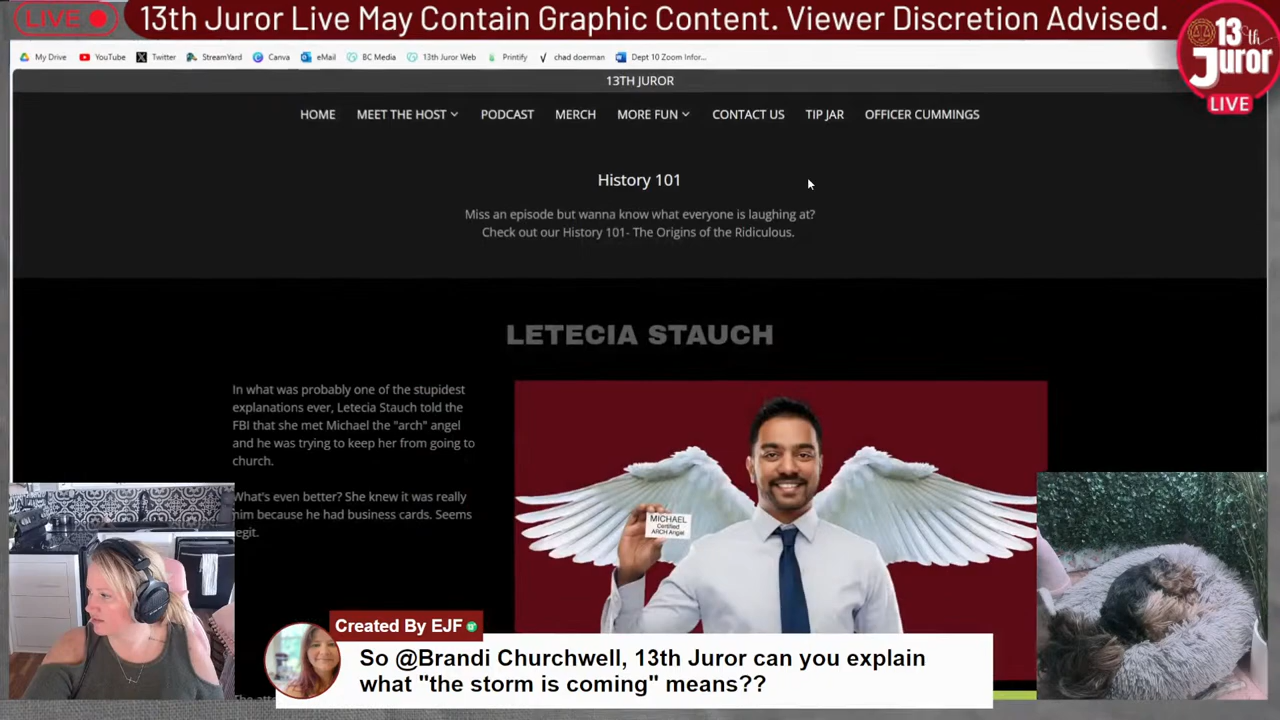 LIVE
13th Juror Live May Contain Graphic Content. Viewer Discretion Advised.
13th
Juror
LIVE
My Drive YouTube Twitter StreamYard Canva eMail BC Media 13th Juror Web Printify chad doerman Dept 10 Zoom Infor...
13TH JUROR
HOME MEET THE HOST PODCAST MERCH MORE FUN CONTACT US TIP JAR OFFICER CUMMINGS
History 101
Miss an episode but wanna know what everyone is laughing at?
Check out our History 101- The Origins of the Ridiculous.
LETECIA STAUCH
In what was probably one of the stupidest
explanations ever, Letecia Stauch told the
FBI that she met Michael the "arch" angel
and he was trying to keep her from going to
church.
What's even better? She knew it was really
him because he had business cards. Seems
legit.
MICHAEL
Certified
ARCH Angel
Created By EJF
So @Brandi Churchwell, 13th Juror can you explain
what "the storm is coming" means??